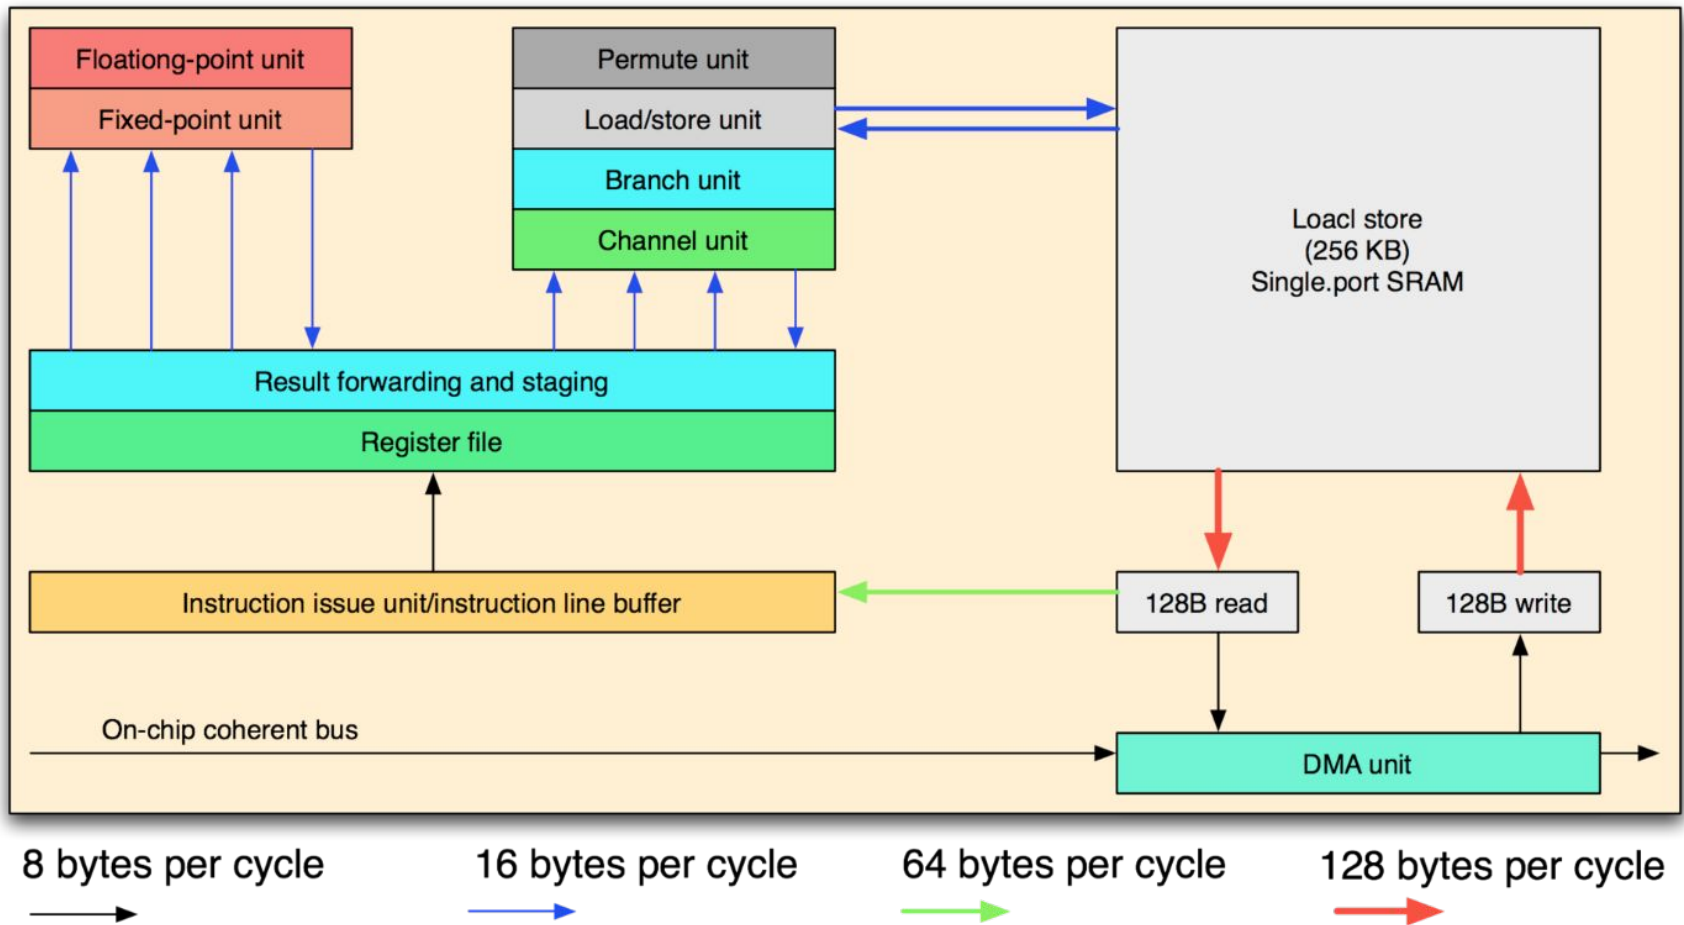 Floationg-point unit
Fixed-point unit
Permute unit
Load/store unit
Branch unit
Channel unit
Loacl store
(256 KB)
Single.port SRAM
Result forwarding and staging
Register file
Instruction issue unit/instruction line buffer
128B read
128B write
On-chip coherent bus
DMA unit
8 bytes per cycle
16 bytes per cycle
64 bytes per cycle
128 bytes per cycle